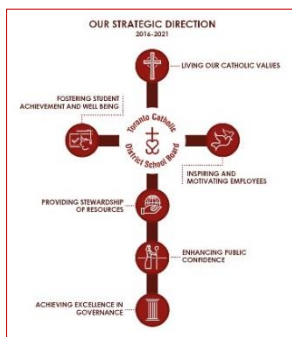 OUR STRATEGIC DIRECTION
2016-2021
LIVING OUR CATHOLIC VALUES
FOSTERING STUDENT
ACHIEVEMENT AND WELL BEING
Toronto Catholic
District School Board
INSPIRING AND
MOTIVATING EMPLOYEES
PROVIDING STEWARDSHIP
OF RESOURCES
ENHANCING PUBLIC
CONFIDENCE
ACHIEVING EXCELLENCE IN
GOVERNANCE